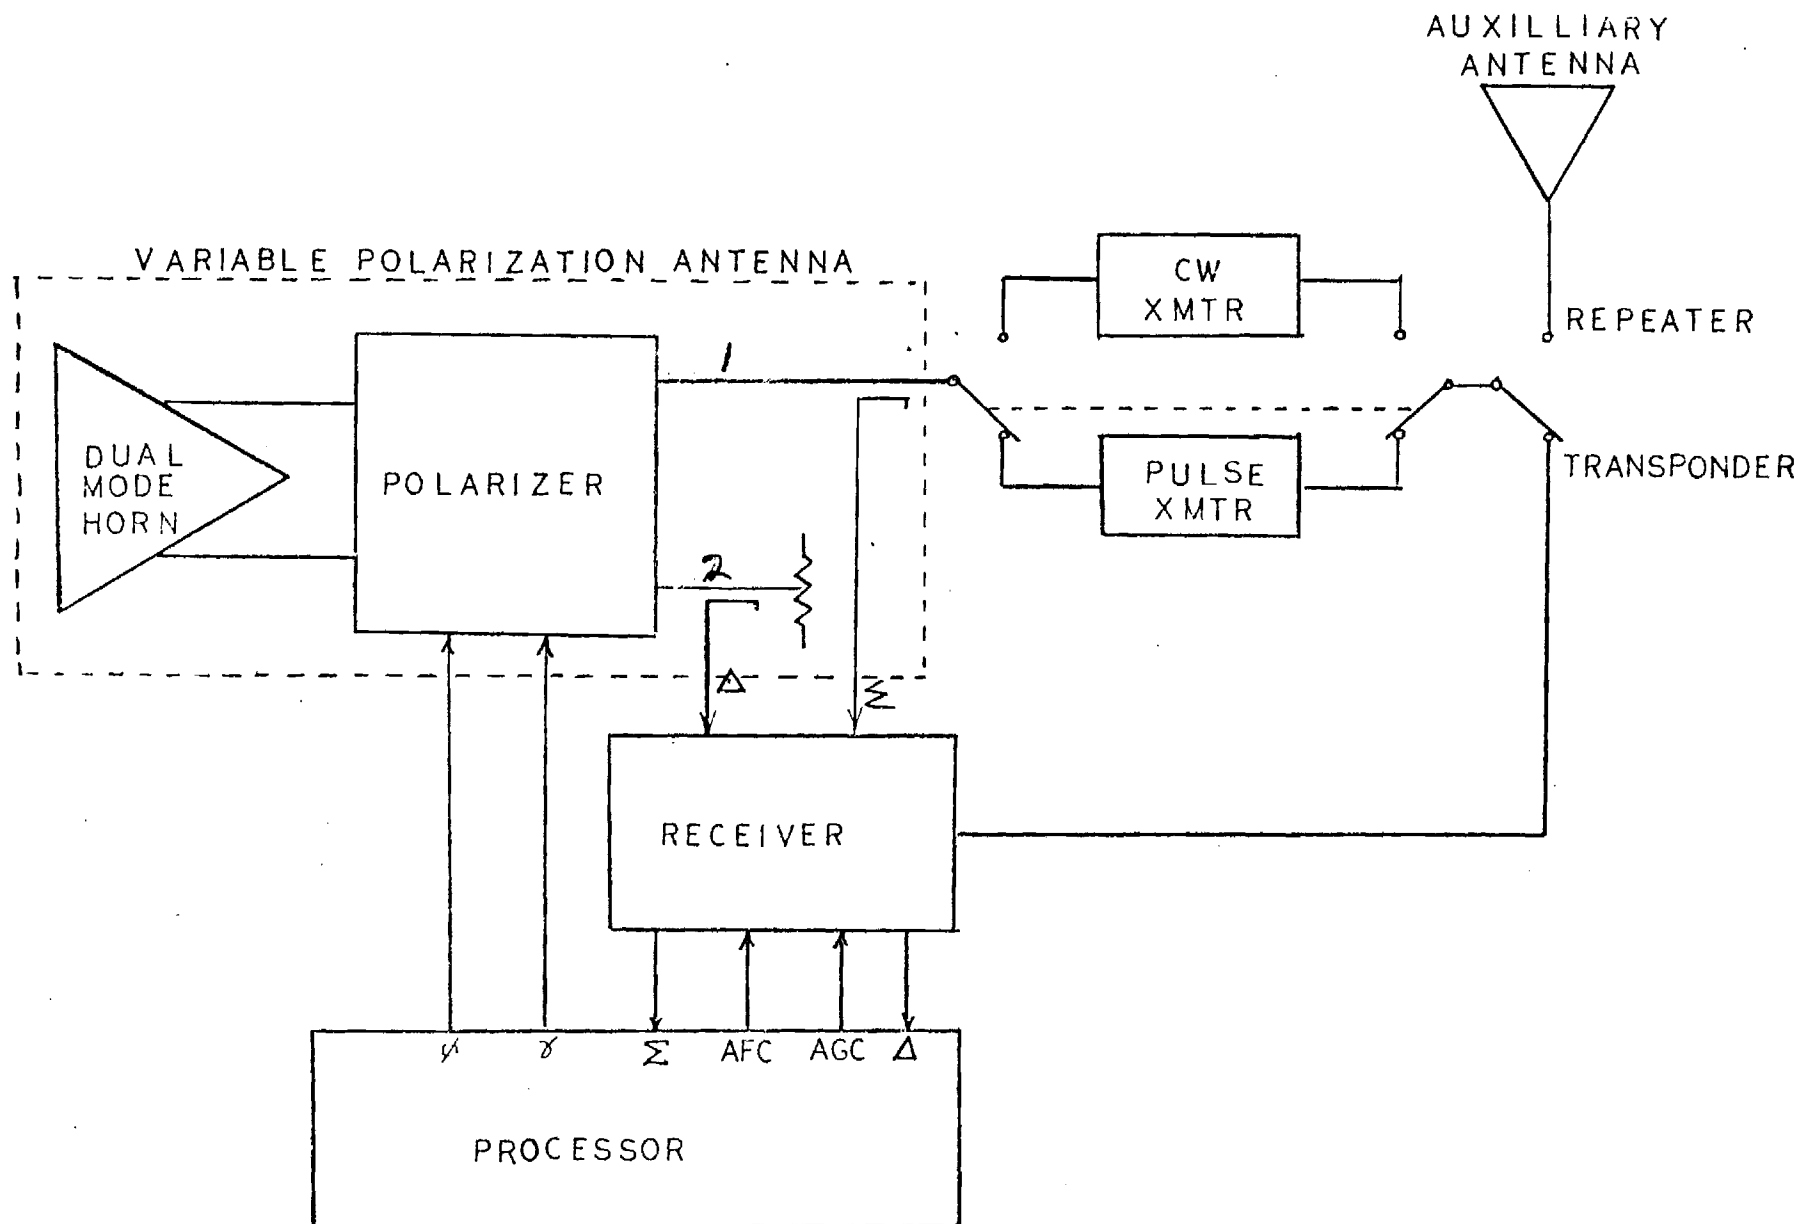 AUXILLIARY
ANTENNA
VARIABLE POLARIZATION ANTENNA
CW
XMTR
REPEATER
1
DUAL
MODE
HORN
POLARIZER
PULSE
XMTR
TRANSPONDER
2
Δ
Σ
RECEIVER
ψ γ Σ AFC AGC Δ
PROCESSOR